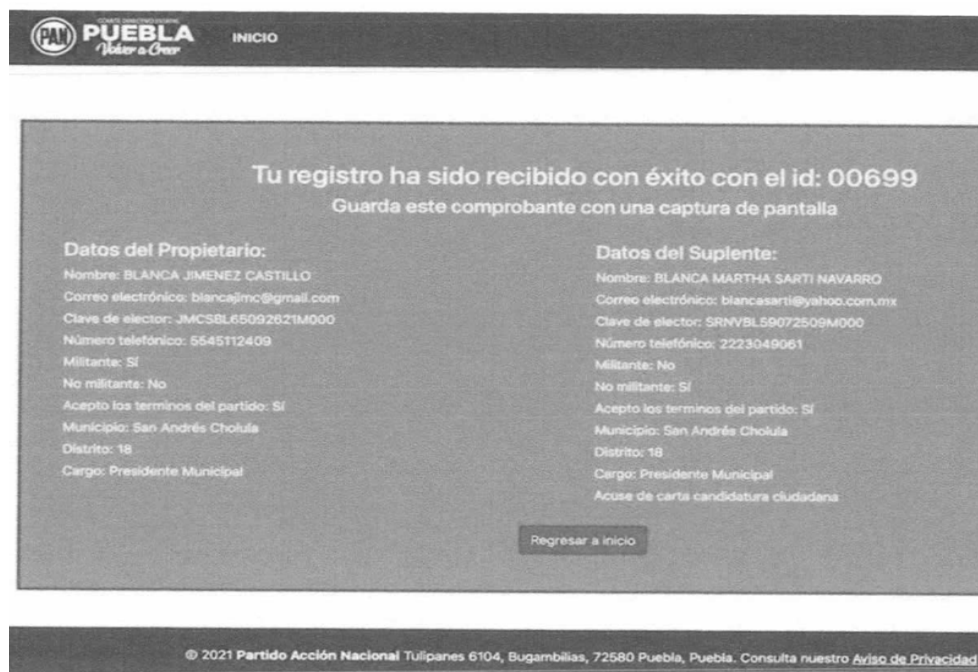 COMITÉ DIRECTIVO ESTATAL
PAN PUEBLA
Volver a Creer
INICIO
Tu registro ha sido recibido con éxito con el id: 00699
Guarda este comprobante con una captura de pantalla
Datos del Propietario:
Nombre: BLANCA JIMENEZ CASTILLO
Correo electrónico: blancajimc@gmail.com
Clave de elector: JMCSBL65092621M000
Número telefónico: 5545112409
Militante: Sí
No militante: No
Acepto los terminos del partido: Sí
Municipio: San Andrés Cholula
Distrito: 18
Cargo: Presidente Municipal
Datos del Suplente:
Nombre: BLANCA MARTHA SARTI NAVARRO
Correo electrónico: blancasarti@yahoo.com.mx
Clave de elector: SRNVBL59072509M000
Número telefónico: 2223049061
Militante: No
No militante: Sí
Acepto los terminos del partido: Sí
Municipio: San Andrés Cholula
Distrito: 18
Cargo: Presidente Municipal
Acuse de carta candidatura ciudadana
Regresar a inicio
© 2021 Partido Acción Nacional Tulipanes 6104, Bugambilias, 72580 Puebla, Puebla. Consulta nuestro Aviso de Privacidad